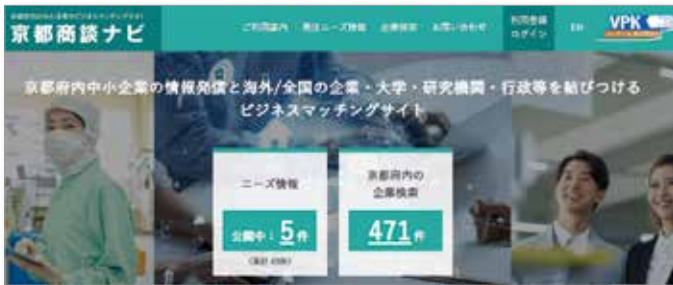 京都商談ナビ
ご利用案内
発注ニーズ情報
企業検索
お問い合わせ
利用登録
ログイン
EN
VPK
京都府内中小企業の情報発信と海外/全国の企業・大学・研究機関・行政等を結びつける
ビジネスマッチングサイト
ニーズ情報
公開中：5件
京都府内の
企業検索
471件